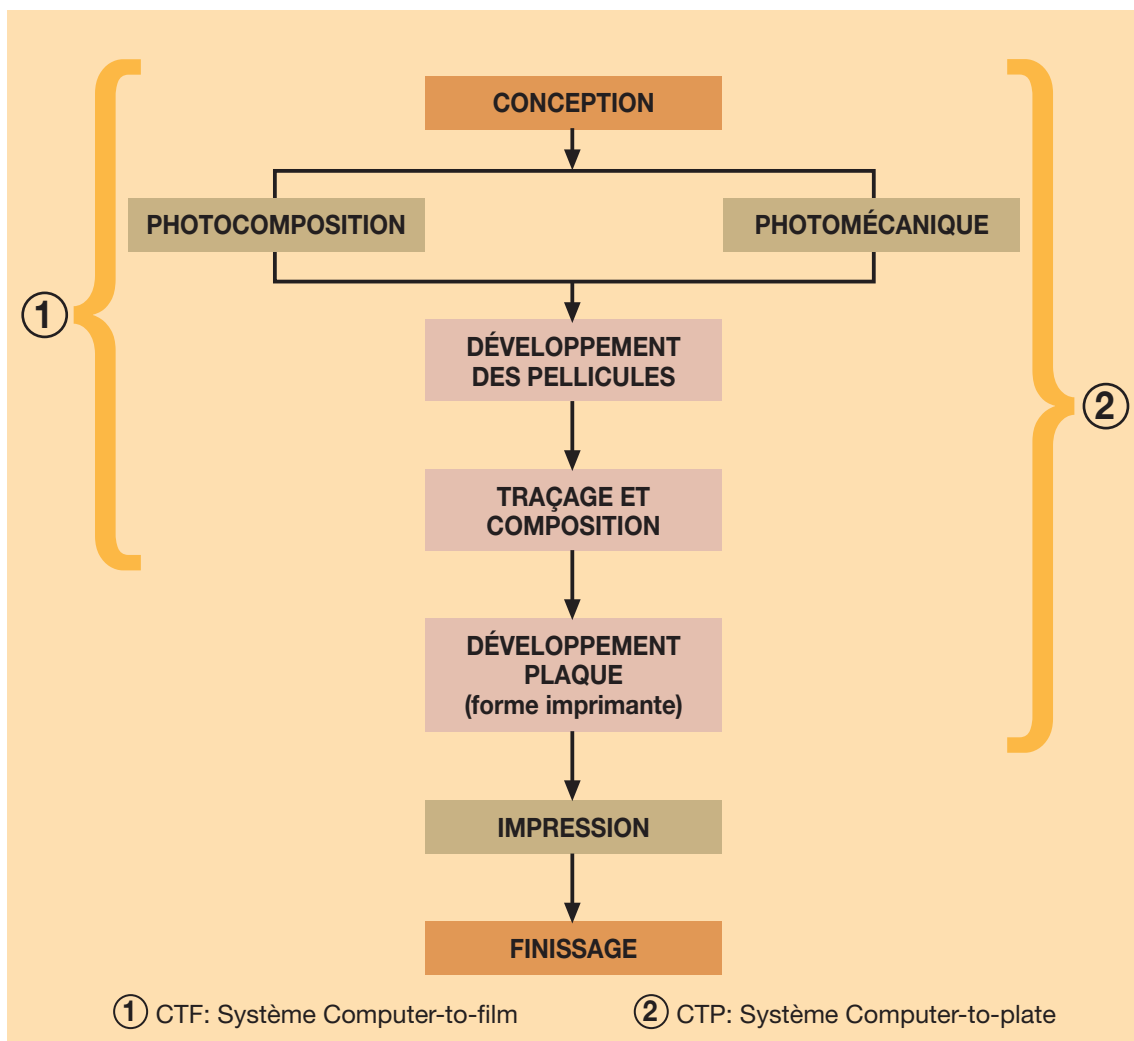 CONCEPTION
PHOTOCOMPOSITION
PHOTOMÉCANIQUE
1
DÉVELOPPEMENT
DES PELLICULES
2
TRAÇAGE ET
COMPOSITION
DÉVELOPPEMENT
PLAQUE
(forme imprimante)
IMPRESSION
FINISSAGE
1 CTF: Système Computer-to-film
2 CTP: Système Computer-to-plate